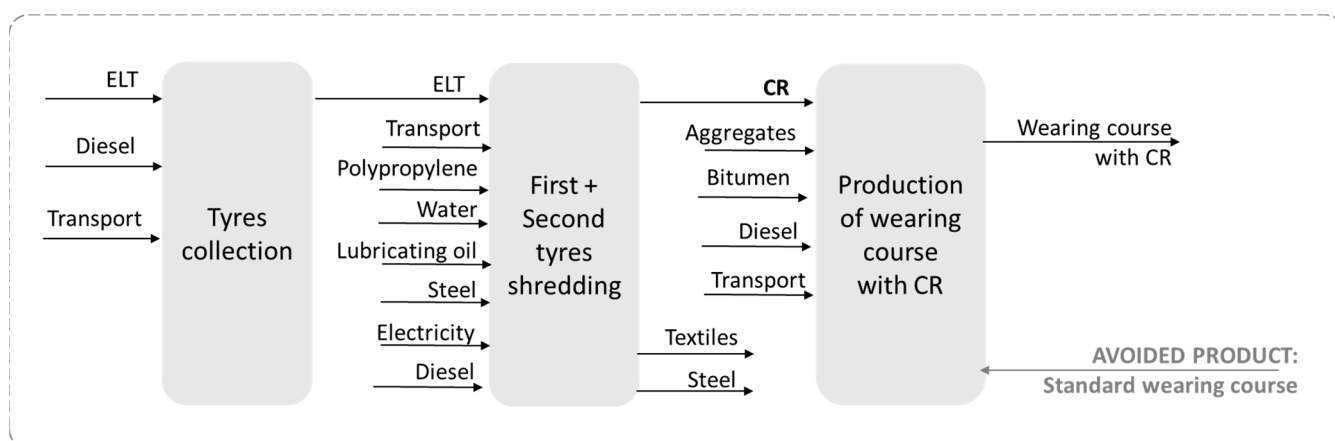 ELT
Diesel
Transport
Tyres
collection
ELT
Transport
Polypropylene
Water
Lubricating oil
Steel
Electricity
Diesel
First +
Second
tyres
shredding
CR
Aggregates
Bitumen
Diesel
Transport
Textiles
Steel
Production
of wearing
course
with CR
Wearing course
with CR
AVOIDED PRODUCT:
Standard wearing course